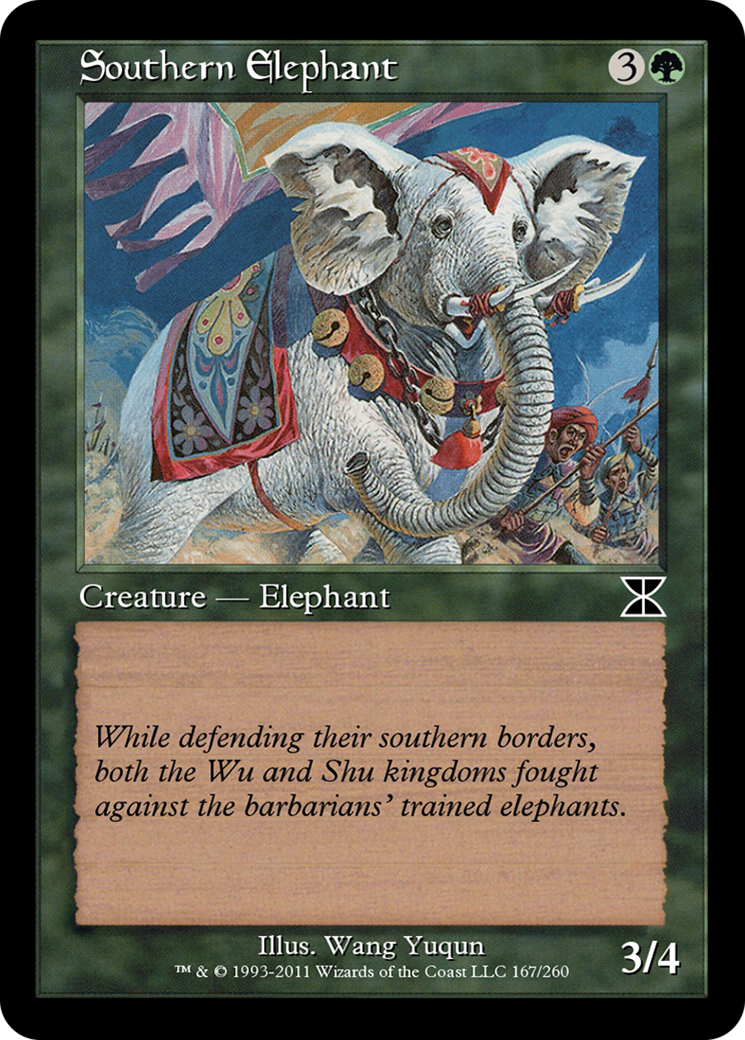 Southern Elephant 3
Creature — Elephant
While defending their southern borders,
both the Wu and Shu kingdoms fought
against the barbarians’ trained elephants.
Illus. Wang Yuqun
™ & © 1993-2011 Wizards of the Coast LLC 167/260
3/4